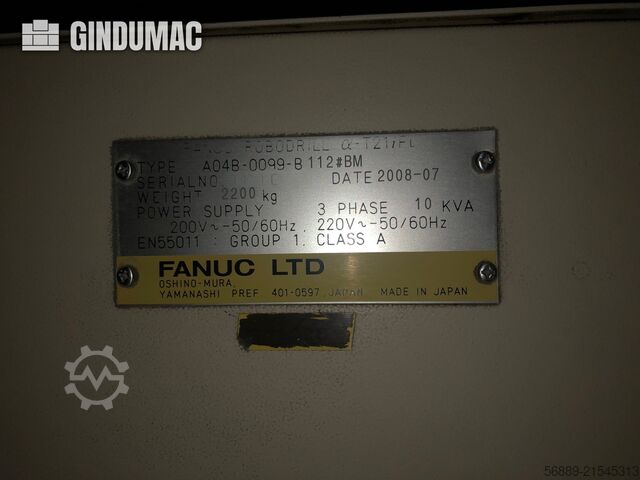 GINDUMAC
FANUC ROBODRILL α-T21iFL
TYPE A04B-0099-B112#BM
SERIALNO DATE 2008-07
WEIGHT 2200 kg
POWER SUPPLY 3 PHASE 10 KVA
200V~-50/60Hz, 220V~-50/60Hz
EN55011 : GROUP 1, CLASS A
FANUC LTD
OSHINO-MURA,
YAMANASHI PREF 401-0597, JAPAN MADE IN JAPAN
56889-21545313